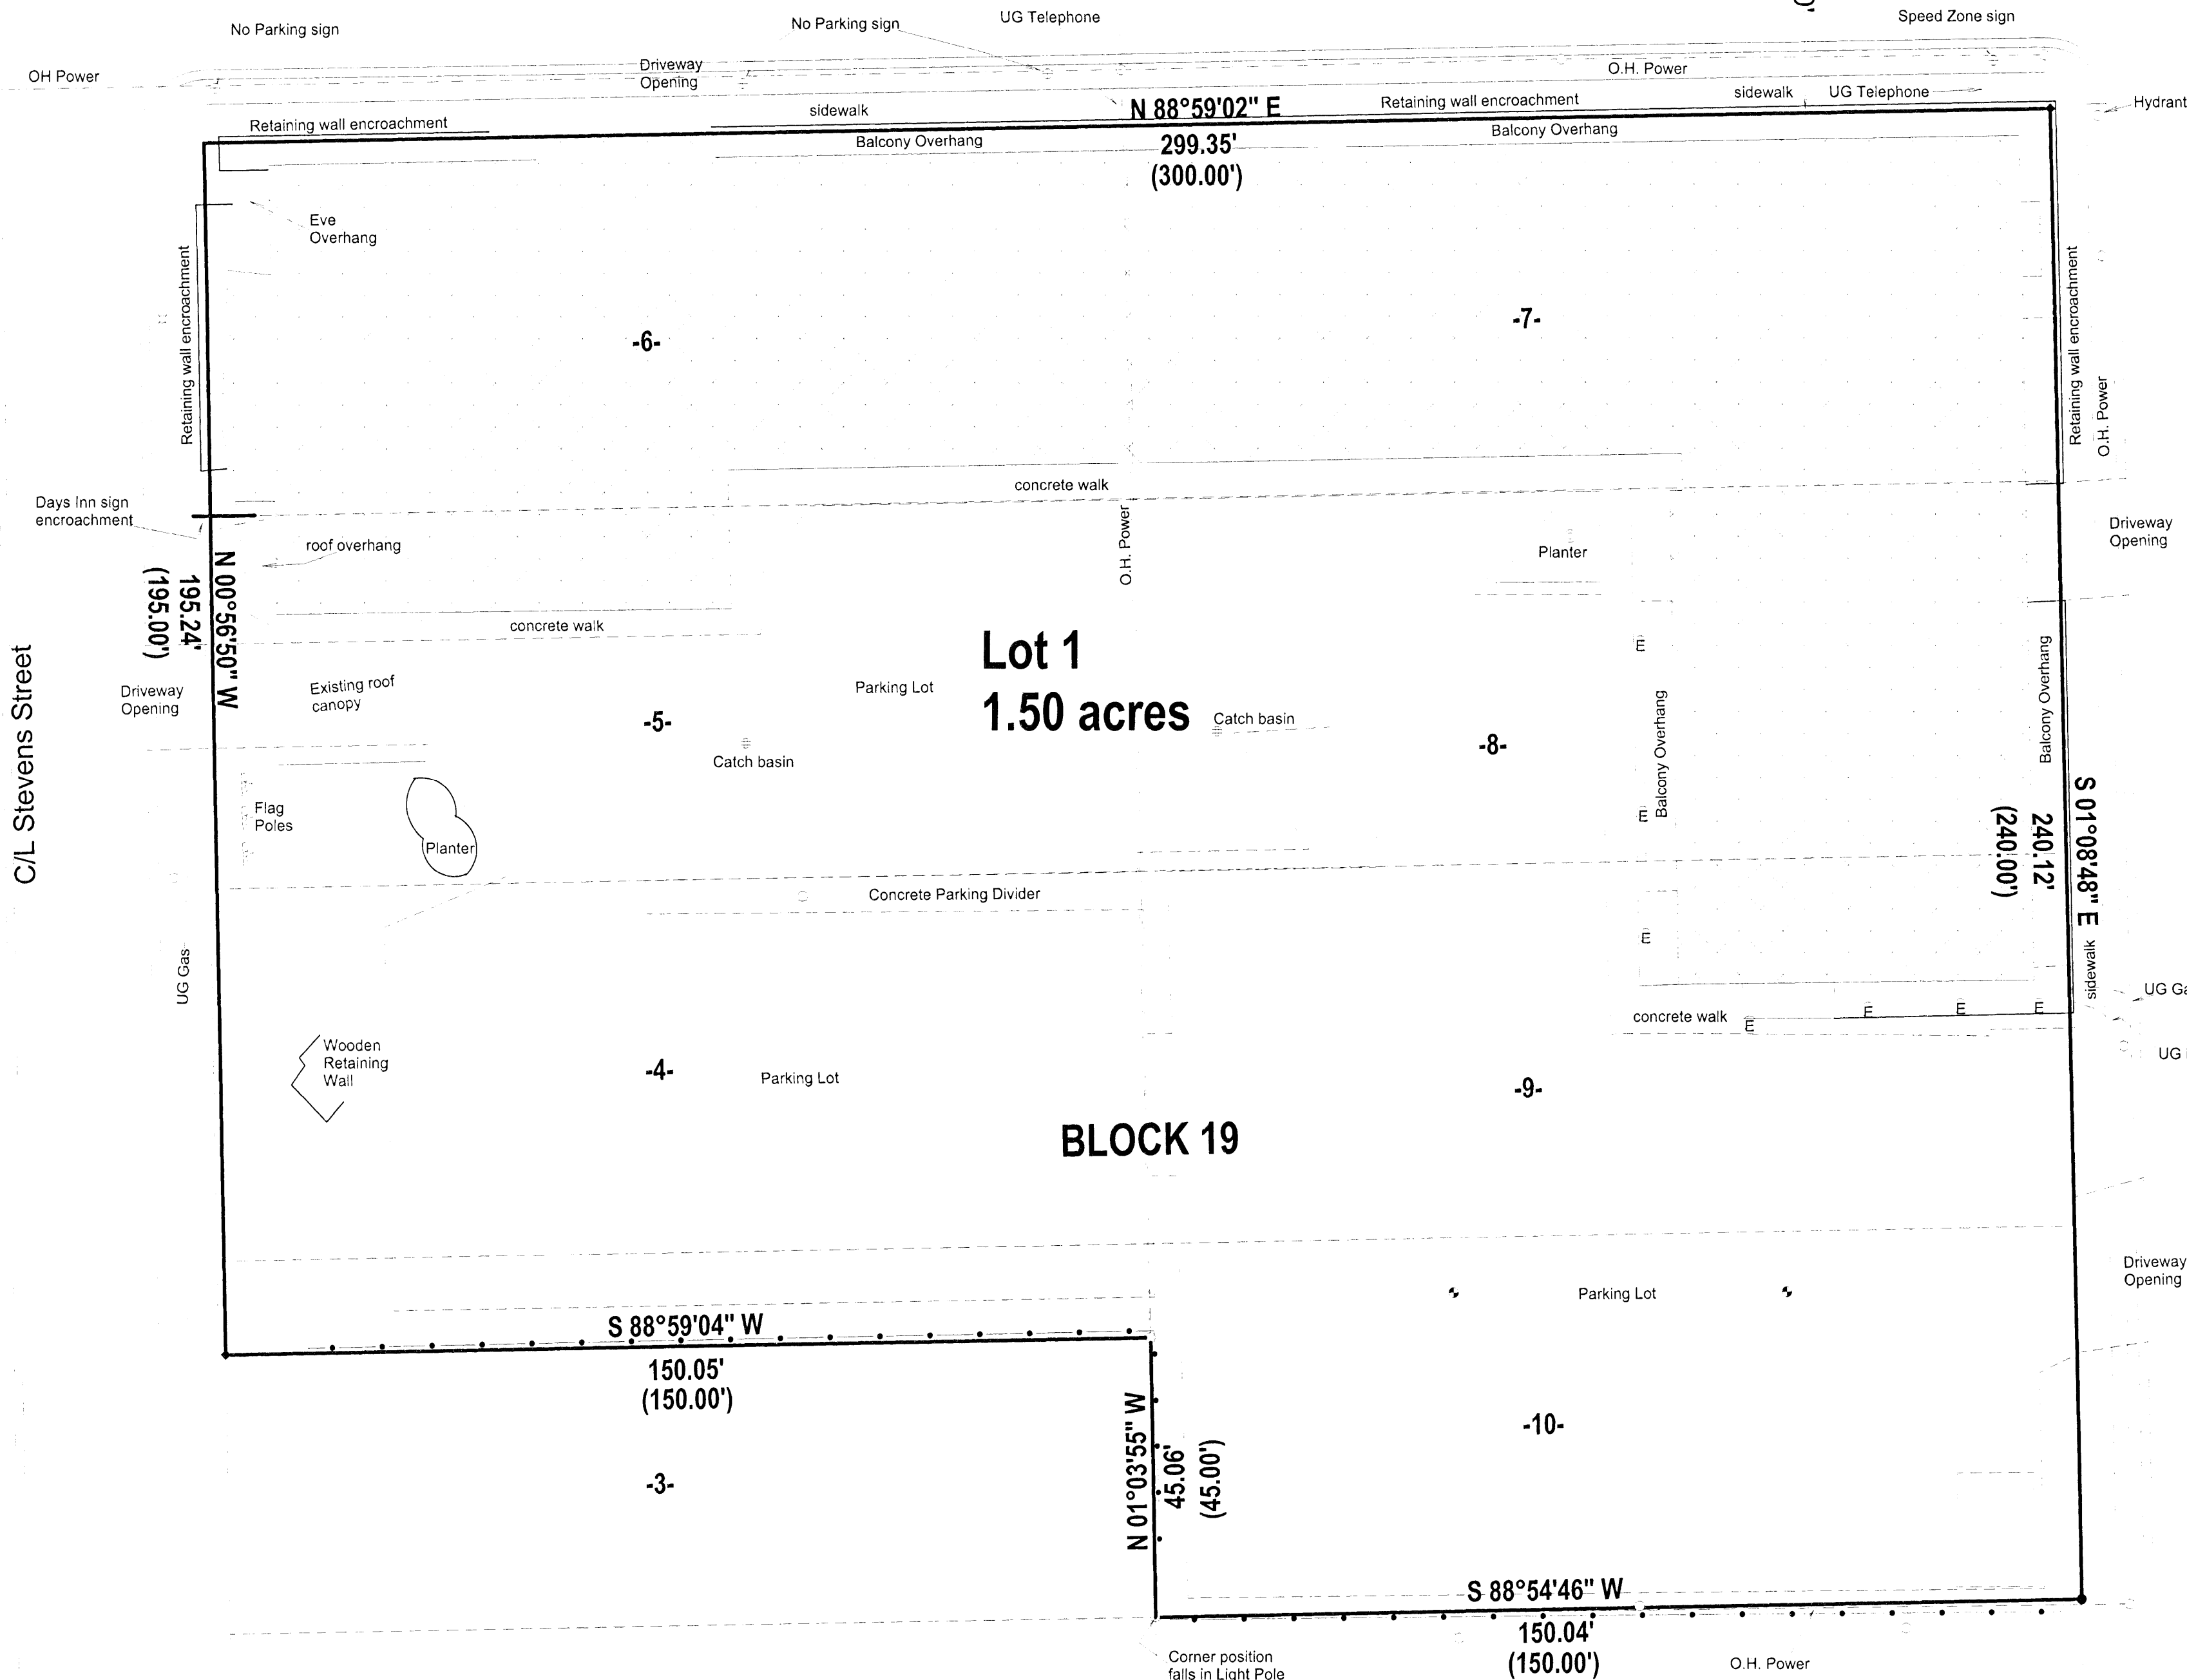 No Parking sign
No Parking sign
UG Telephone
Speed Zone sign
OH Power
Driveway
Opening
O.H. Power
sidewalk
N 88°59'02" E
Retaining wall encroachment
sidewalk
UG Telephone
Hydrant
Retaining wall encroachment
Balcony Overhang
299.35'
(300.00')
Balcony Overhang
Eve
Overhang
Retaining wall encroachment
-6-
-7-
Retaining wall encroachment
O.H. Power
concrete walk
Days Inn sign
encroachment
roof overhang
O.H. Power
Planter
Driveway
Opening
N 00°56'50" W
195.24'
(195.00')
concrete walk
C/L Stevens Street
Lot 1
1.50 acres
E
Balcony Overhang
Driveway
Opening
Existing roof
canopy
Parking Lot
-5-
Catch basin
Catch basin
-8-
Balcony Overhang
Flag
Poles
Planter
E
S 01°08'48" E
240.12'
(240.00')
Concrete Parking Divider
E
UG Gas
sidewalk
concrete walk
E
E
E
E
Wooden
Retaining
Wall
-4-
Parking Lot
-9-
UG
BLOCK 19
Driveway
Opening
Parking Lot
S 88°59'04" W
150.05'
(150.00')
N 01°03'55" W
45.06'
(45.00')
-10-
-3-
S 88°54'46" W
150.04'
(150.00')
Corner position
falls in Light Pole
O.H. Power